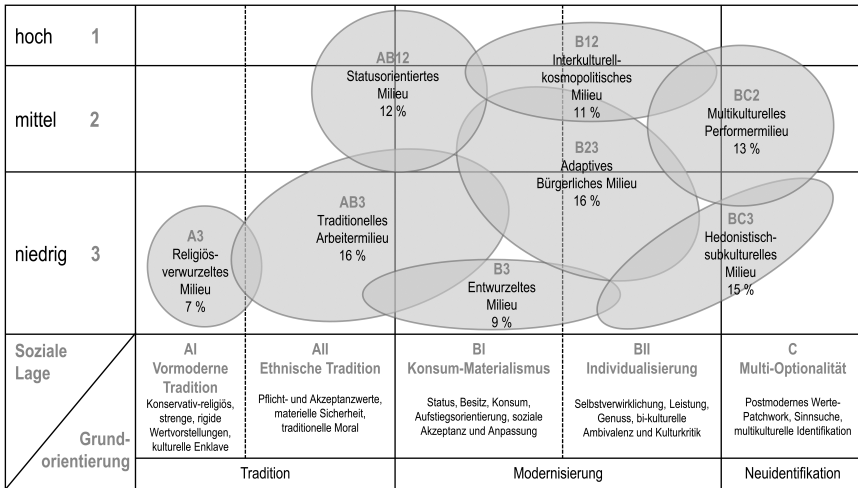 hoch 1
mittel 2
niedrig 3
AB12
Statusorientiertes
Milieu
12 %
B12
Interkulturell-
kosmopolitisches
Milieu
11 %
BC2
Multikulturelles
Performermilieu
13 %
B23
Adaptives
Bürgerliches Milieu
16 %
A3
Religiös-
verwurzeltes
Milieu
7 %
AB3
Traditionelles
Arbeitermilieu
16 %
B3
Entwurzeltes
Milieu
9 %
BC3
Hedonistisch-
subkulturelles
Milieu
15 %
Soziale
Lage
Grund-
orientierung
AI
Vormoderne
Tradition
Konservativ-religiös,
strenge, rigide
Wertvorstellungen,
kulturelle Enklave
AII
Ethnische Tradition
Pflicht- und Akzeptanzwerte,
materielle Sicherheit,
traditionelle Moral
BI
Konsum-Materialismus
Status, Besitz, Konsum,
Aufstiegsorientierung, soziale
Akzeptanz und Anpassung
BII
Individualisierung
Selbstverwirklichung, Leistung,
Genuss, bi-kulturelle
Ambivalenz und Kulturkritik
C
Multi-Optionalität
Postmodernes Werte-
Patchwork, Sinnsuche,
multikulturelle Identifikation
Tradition
Modernisierung
Neuidentifikation